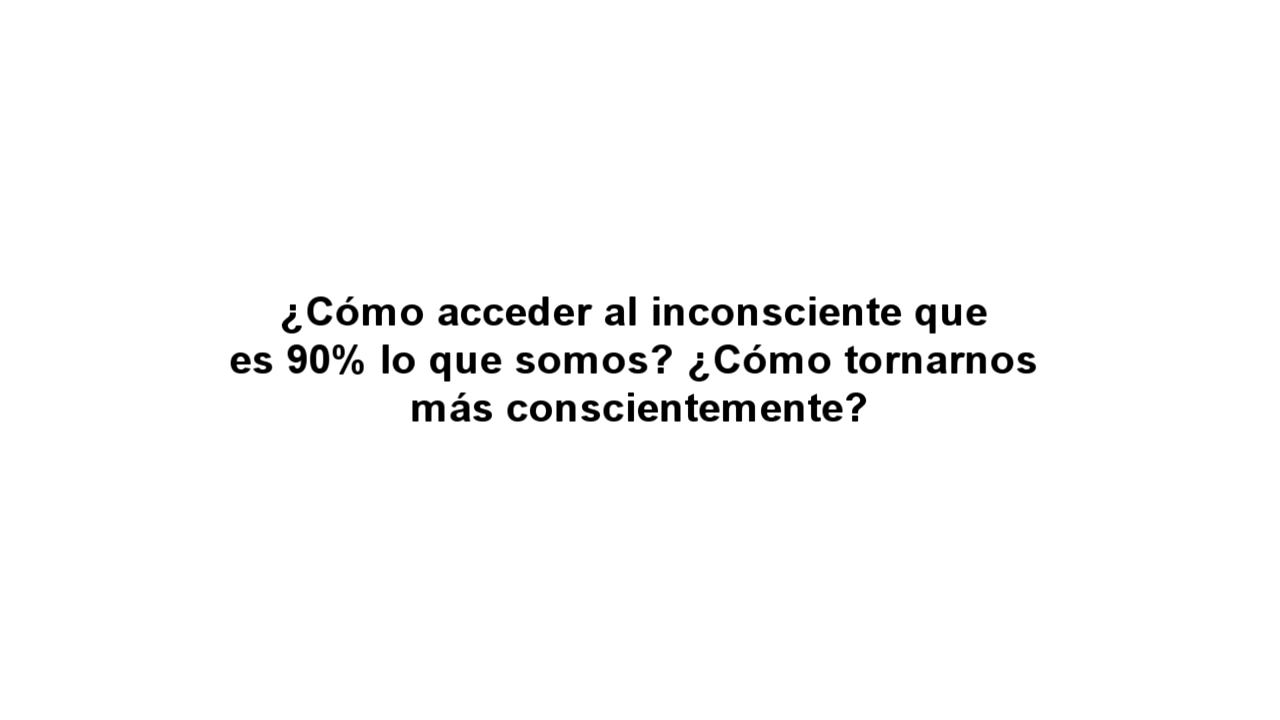 ¿Cómo acceder al inconsciente que
es 90% lo que somos? ¿Cómo tornarnos
más conscientemente?